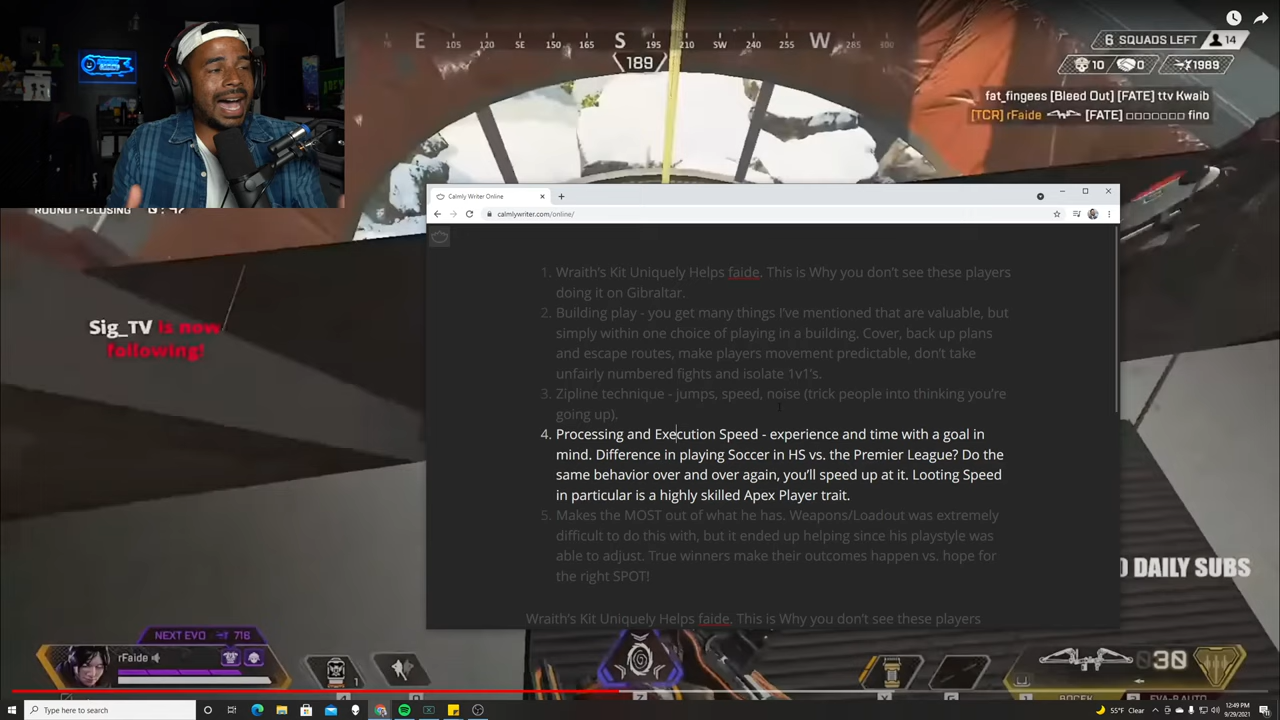 E 105 120 SE 150 165 S 195 210 SW 240 255 W 285 300
189
6 SQUADS LEFT 14
10 0 1989
fat_fingees [Bleed Out] [FATE] ttv Kwaib
[TCR] rFaide [FATE] □□□□□□□ fino
ROUND 1 - CLOSING
Sig_TV is now
following!
Calmly Writer Online
calmlywriter.com/online/
1. Wraith's Kit Uniquely Helps faide. This is Why you don't see these players
doing it on Gibraltar.
2. Building play - you get many things I've mentioned that are valuable, but
simply within one choice of playing in a building. Cover, back up plans
and escape routes, make players movement predictable, don't take
unfairly numbered fights and isolate 1v1's.
3. Zipline technique - jumps, speed, noise (trick people into thinking you're
going up).
4. Processing and Execution Speed - experience and time with a goal in
mind. Difference in playing Soccer in HS vs. the Premier League? Do the
same behavior over and over again, you'll speed up at it. Looting Speed
in particular is a highly skilled Apex Player trait.
5. Makes the MOST out of what he has. Weapons/Loadout was extremely
difficult to do this with, but it ended up helping since his playstyle was
able to adjust. True winners make their outcomes happen vs. hope for
the right SPOT!
Wraith's Kit Uniquely Helps faide. This is Why you don't see these players
DAILY SUBS
NEXT EVO 716
rFaide
1
030
BOCEK
Type here to search
55°F Clear
12:49 PM
9/29/2021